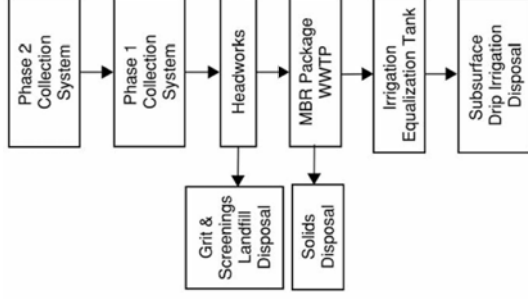 Phase 2
Collection
System
Phase 1
Collection
System
Headworks
MBR Package
WWTP
Irrigation
Equalization Tank
Subsurface
Drip Irrigation
Disposal
Grit &
Screenings
Landfill
Disposal
Solids
Disposal